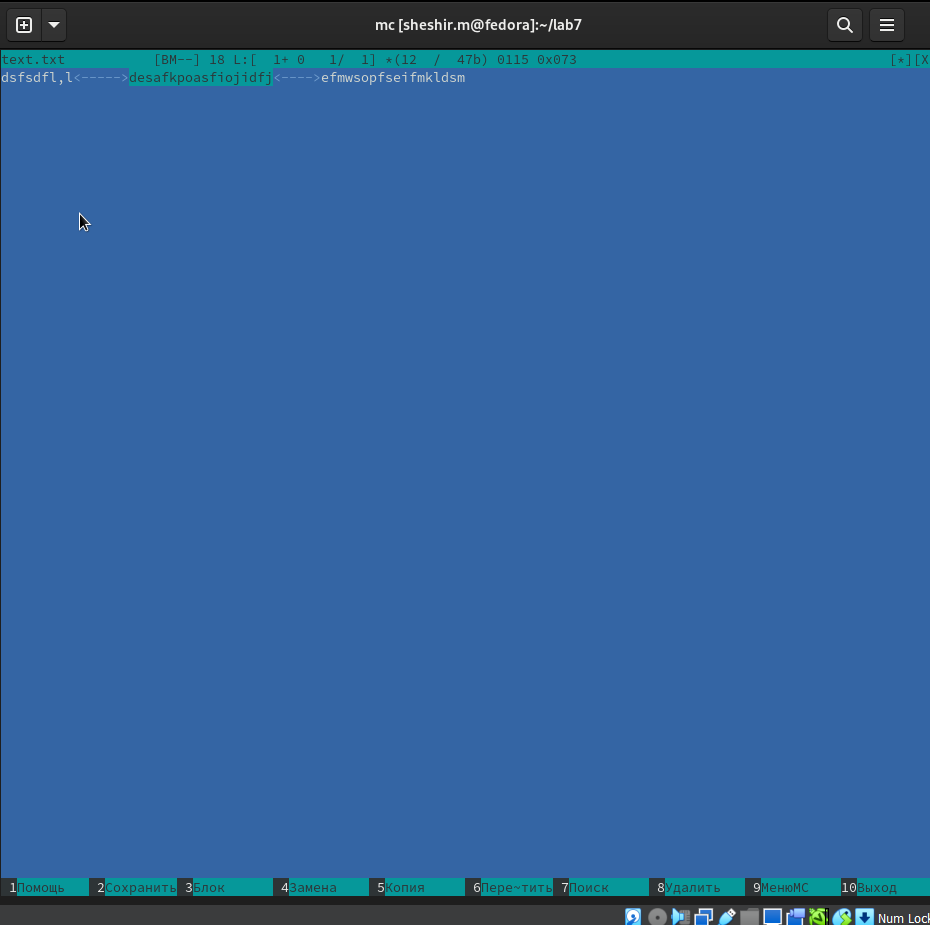 mc [sheshir.m@fedora]:~/lab7
text.txt [BM--] 18 L:[ 1+ 0 1/ 1] *(12 / 47b) 0115 0x073 [*][X
dsfsdfl,l<----->desafkpoasfiojidfj<---->efmwsopfseifmkldsm
1Помощь 2Сохранить 3Блок 4Замена 5Копия 6Пере~тить 7Поиск 8Удалить 9МенюMC 10Выход
Num Lock